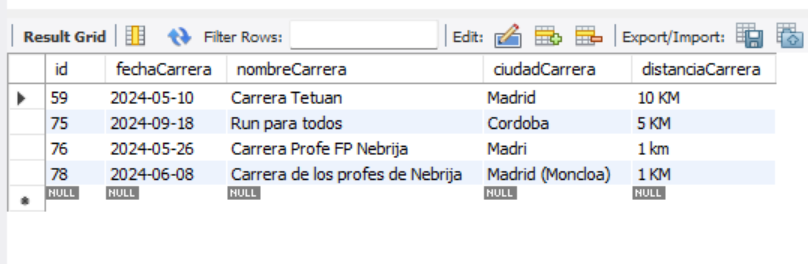 Result Grid Filter Rows: Edit: Export/Import:
id fechaCarrera nombreCarrera ciudadCarrera distanciaCarrera
59 2024-05-10 Carrera Tetuan Madrid 10 KM
75 2024-09-18 Run para todos Cordoba 5 KM
76 2024-05-26 Carrera Profe FP Nebrija Madri 1 km
78 2024-06-08 Carrera de los profes de Nebrija Madrid (Moncloa) 1 KM
NULL NULL NULL NULL NULL